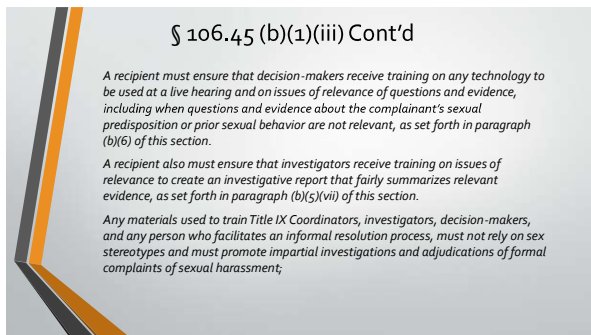 § 106.45 (b)(1)(iii) Cont'd
A recipient must ensure that decision-makers receive training on any technology to
be used at a live hearing and on issues of relevance of questions and evidence,
including when questions and evidence about the complainant's sexual
predisposition or prior sexual behavior are not relevant, as set forth in paragraph
(b)(6) of this section.
A recipient also must ensure that investigators receive training on issues of
relevance to create an investigative report that fairly summarizes relevant
evidence, as set forth in paragraph (b)(5)(vii) of this section.
Any materials used to train Title IX Coordinators, investigators, decision-makers,
and any person who facilitates an informal resolution process, must not rely on sex
stereotypes and must promote impartial investigations and adjudications of formal
complaints of sexual harassment;